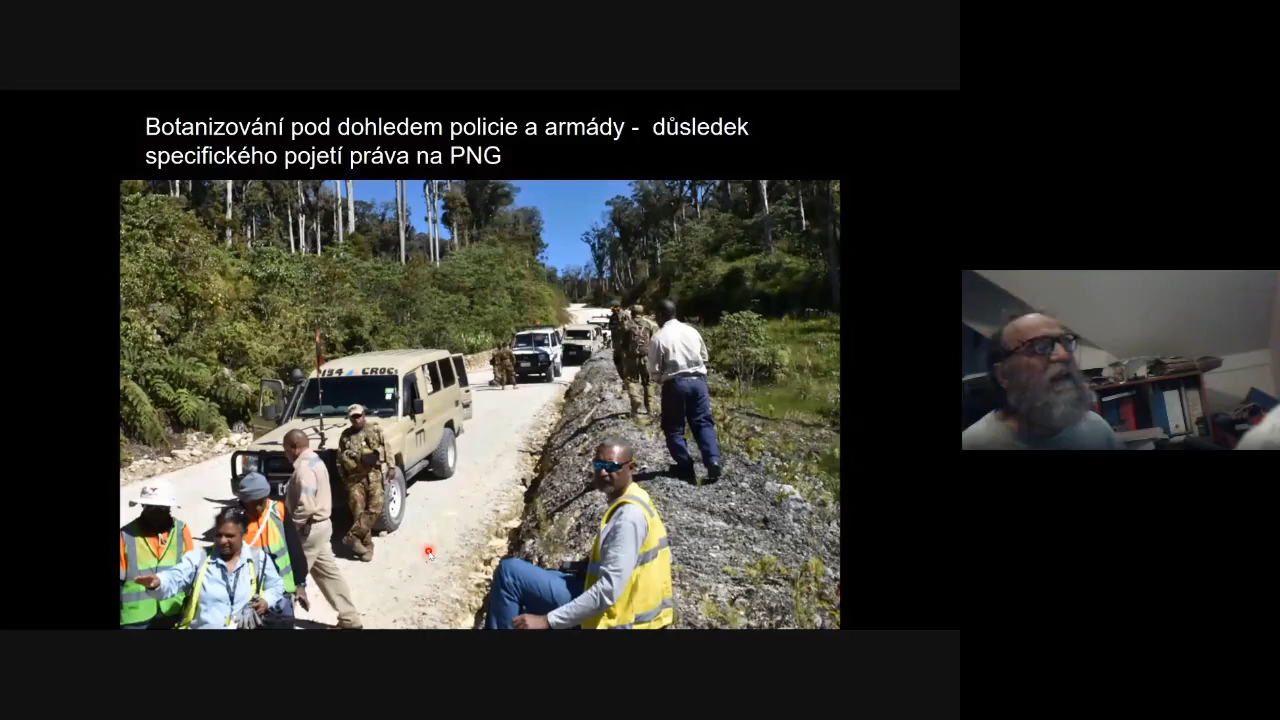 Botanizování pod dohledem policie a armády -  důsledek
specifického pojetí práva na PNG